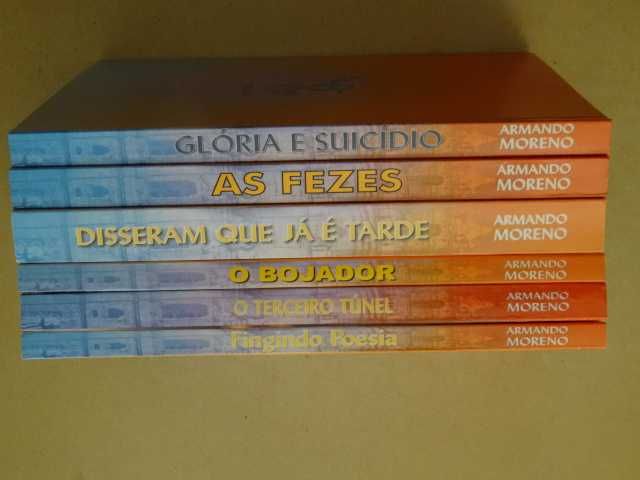 GLÓRIA E SUICÍDIO
ARMANDO
MORENO
AS FEZES
ARMANDO
MORENO
DISSERAM QUE JÁ É TARDE
ARMANDO
MORENO
O BOJADOR
ARMANDO
MORENO
O TERCEIRO TÚNEL
ARMANDO
MORENO
Fingindo Poesia
ARMANDO
MORENO